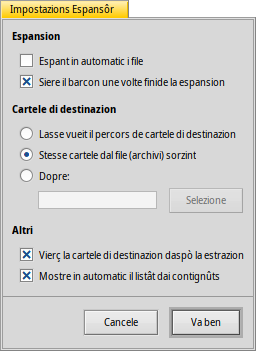 Impostazions Espansôr
Espansion
Espant in automatic i file
Siere il barcon une volte finide la espansion
Cartele di destinazion
Lasse vueit il percors de cartele di destinazion
Stesse cartele dal file (archivi) sorzint
Dopre:
Selezione
Altri
Vierç la cartele di destinazion daspò la estrazion
Mostre in automatic il listât dai contignûts
Cancele
Va ben